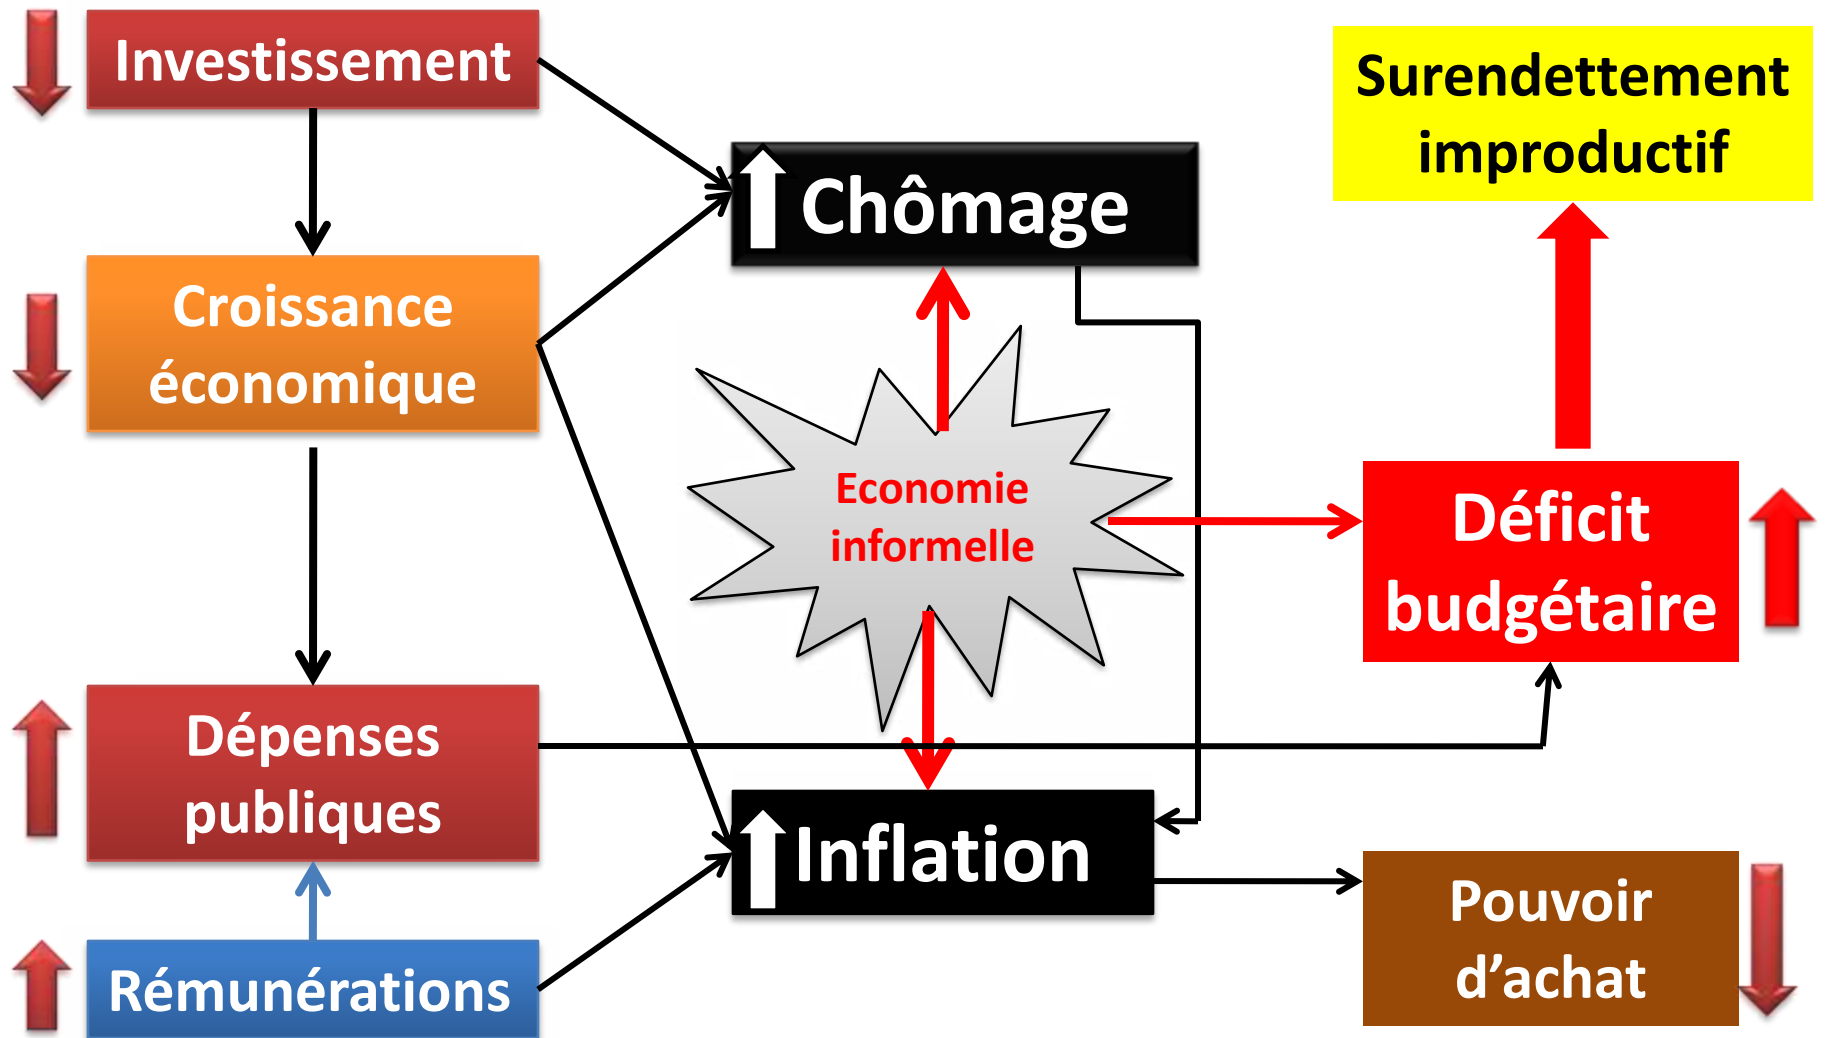 Investissement
Croissance
économique
Dépenses
publiques
Rémunérations
Chômage
Economie
informelle
Inflation
Surendettement
improductif
Déficit
budgétaire
Pouvoir
d’achat